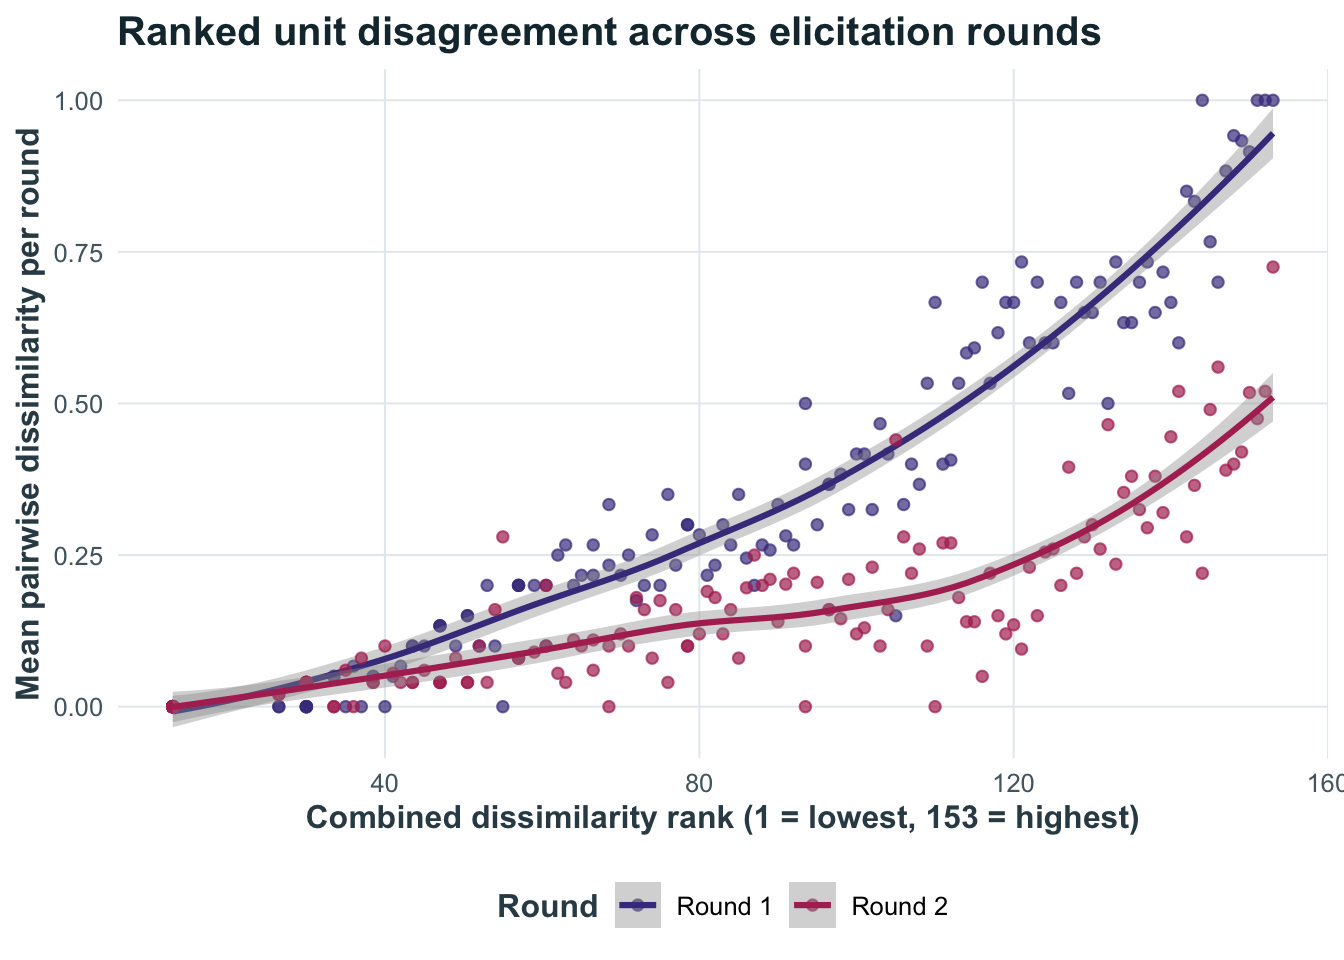 Ranked unit disagreement across elicitation rounds
Mean pairwise dissimilarity per round
1.00
0.75
0.50
0.25
0.00
40
80
120
160
Combined dissimilarity rank (1 = lowest, 153 = highest)
Round
Round 1
Round 2